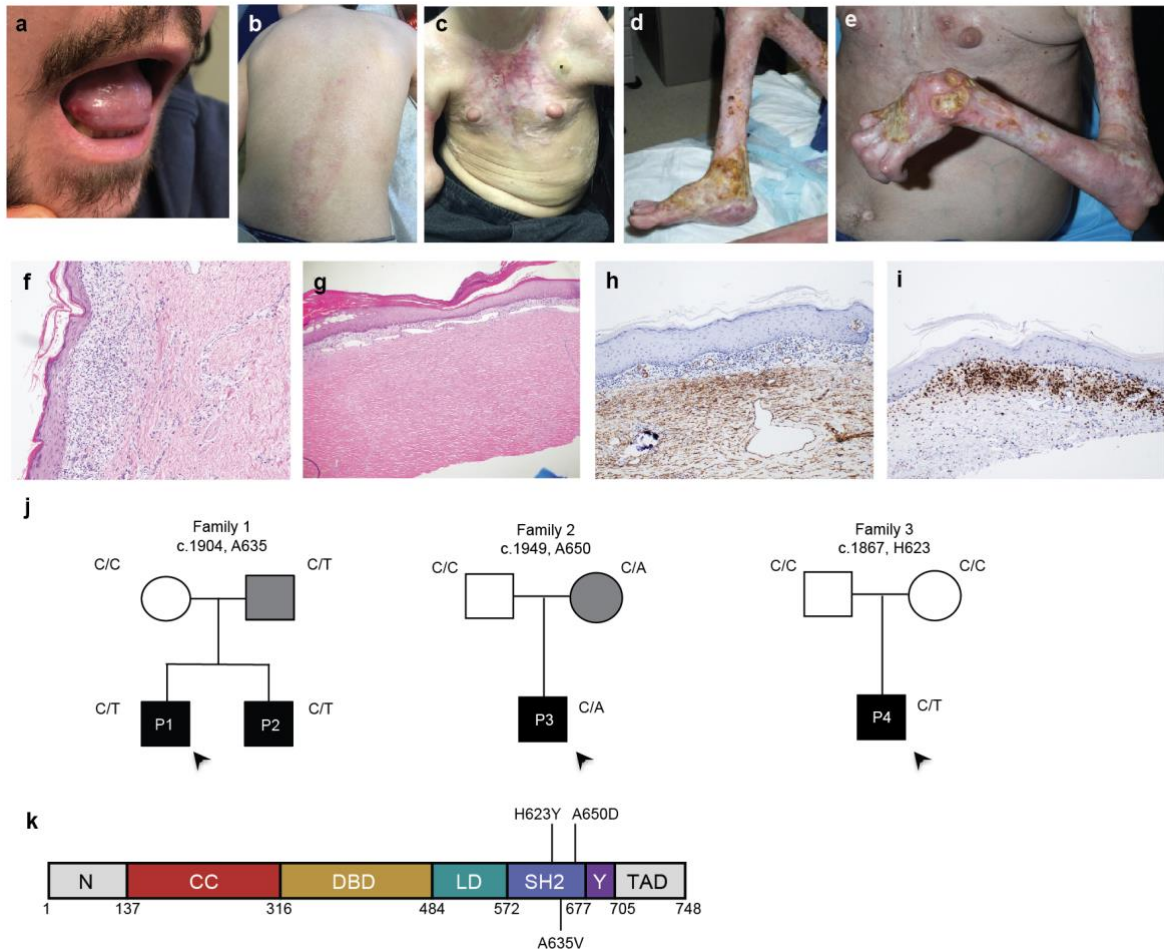 a
b
c
d
e
f
g
h
i
j
Family 1
c.1904, A635
C/C
C/T
C/T
P1
P2
C/T
Family 2
c.1949, A650
C/C
C/A
P3
C/A
Family 3
c.1867, H623
C/C
C/C
P4
C/T
k
H623Y A650D
N CC DBD LD SH2 Y TAD
1 137 316 484 572 677 705 748
A635V